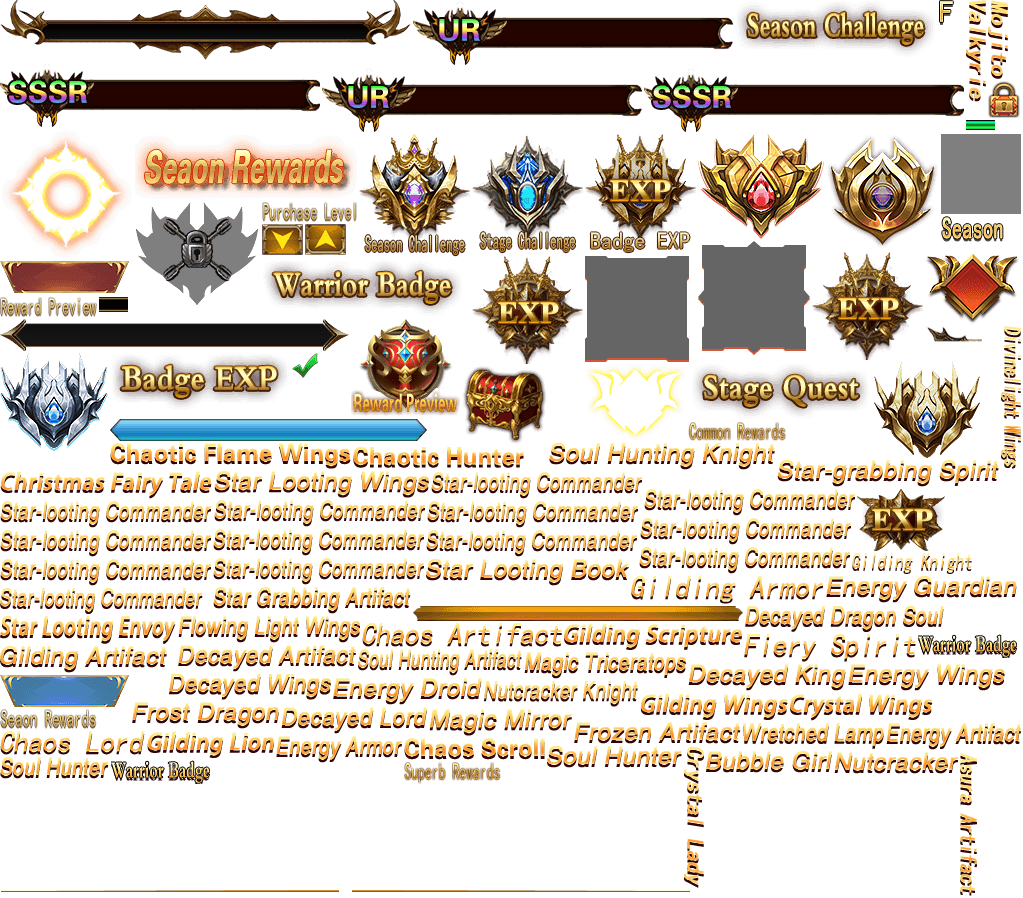 UR
Season Challenge
F
Mojito
Valkyrie
SSSR
UR
SSSR
Seaon Rewards
Purchase Level
Season Challenge
Stage Challenge
EXP
Badge EXP
Season
Reward Preview
Warrior Badge
EXP
EXP
Divinelight Wings
Badge EXP
Reward Preview
Stage Quest
Common Rewards
Chaotic Flame Wings
Chaotic Hunter
Soul Hunting Knight
Star-grabbing Spirit
Christmas Fairy Tale
Star Looting Wings
Star-looting Commander
Star-looting Commander
Star-looting Commander
Star-looting Commander
Star-looting Commander
EXP
Star-looting Commander
Star-looting Commander
Star-looting Commander
Star-looting Commander
Star-looting Commander
Star-looting Commander
Star Looting Book
Star-looting Commander
Gilding Knight
Star-looting Commander
Star Grabbing Artifact
Gilding Armor
Energy Guardian
Decayed Dragon Soul
Star Looting Envoy
Flowing Light Wings
Chaos Artifact
Gilding Scripture
Fiery Spirit
Warrior Badge
Gilding Artifact
Decayed Artifact
Soul Hunting Artifact
Magic Triceratops
Decayed King
Energy Wings
Decayed Wings
Energy Droid
Nutcracker Knight
Gilding Wings
Crystal Wings
Seaon Rewards
Frost Dragon
Decayed Lord
Magic Mirror
Frozen Artifact
Wretched Lamp
Energy Artifact
Chaos Lord
Gilding Lion
Energy Armor
Chaos Scroll
Soul Hunter
Bubble Girl
Nutcracker
Soul Hunter
Warrior Badge
Superb Rewards
Crystal Lady
Asura Artifact